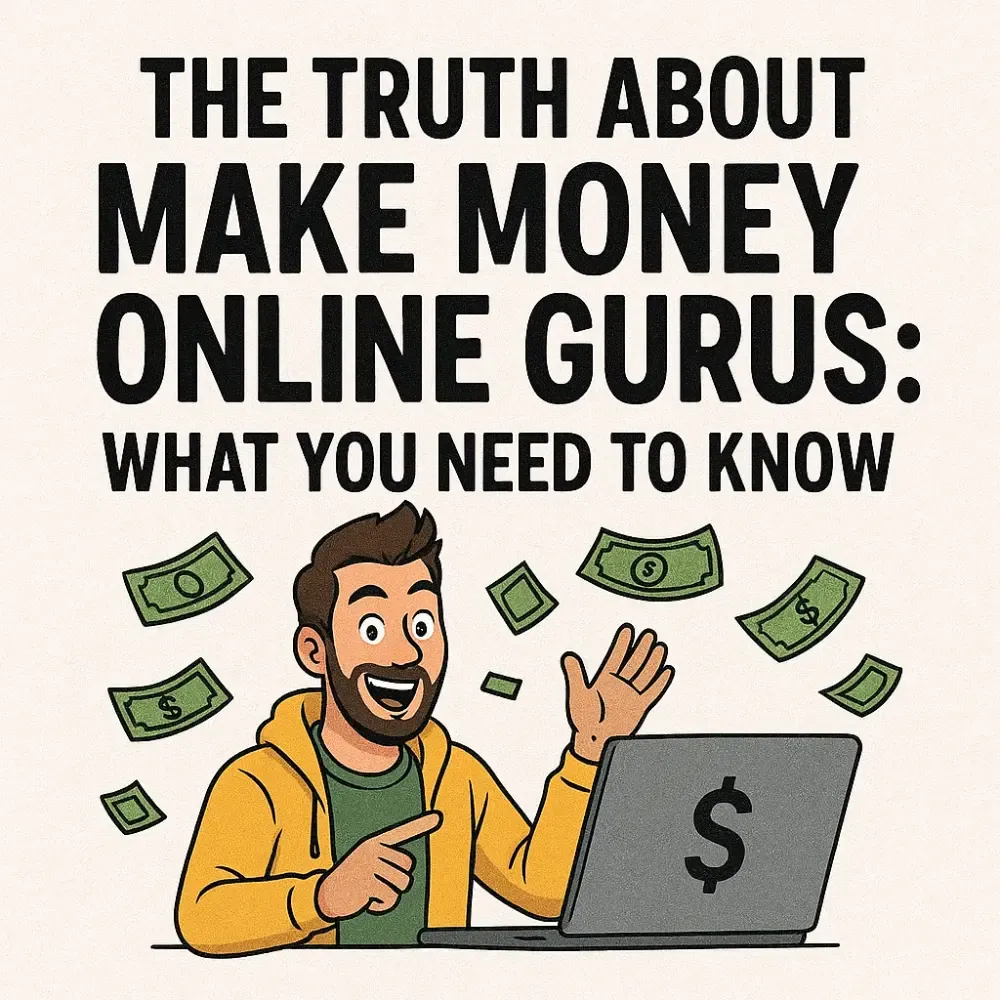 THE TRUTH ABOUT
MAKE MONEY
ONLINE GURUS:
WHAT YOU NEED TO KNOW
$
$
$
$